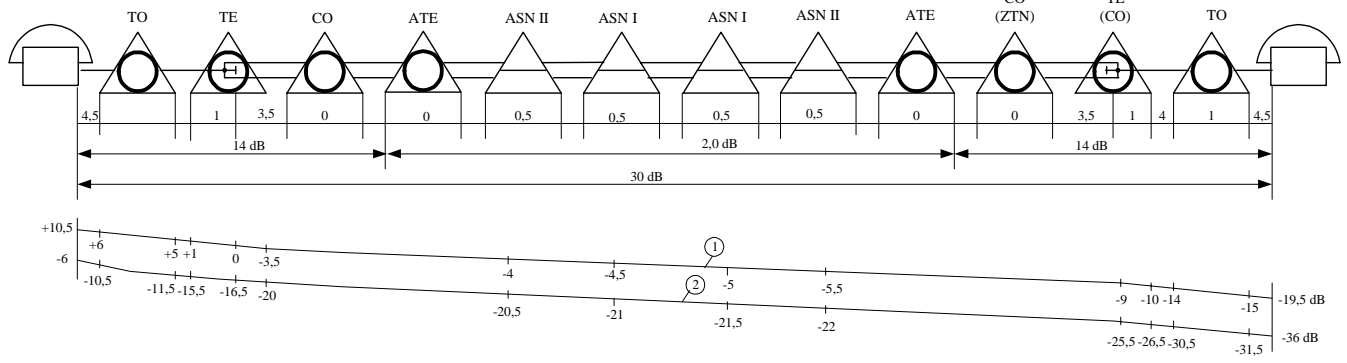 CO TE
TO TE CO ATE ASN II ASN I ASN I ASN II ATE (ZTN) (CO) TO
4,5 1 3,5 0 0 0,5 0,5 0,5 0,5 0 0 3,5 1 4 1 4,5
14 dB 2,0 dB 14 dB
30 dB
+10,5
+6
+5 +1 0 -3,5 -4 -4,5 -5 -5,5 -9 -10 -14 -15 -19,5 dB
1
-6
-10,5 -11,5 -15,5 -16,5 -20 -20,5 -21 -21,5 -22 -25,5 -26,5 -30,5 -31,5 -36 dB
2